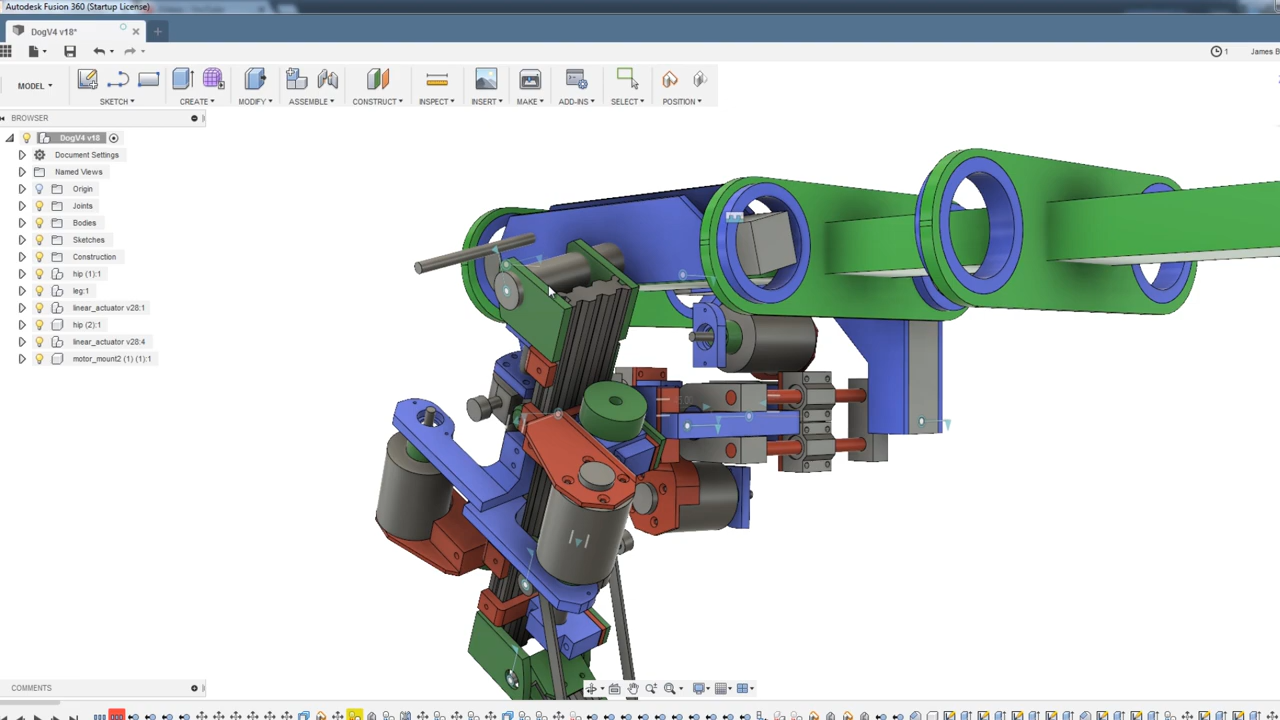 Autodesk Fusion 360 (Startup License)
DogV4 v18*
1 James B
MODEL
SKETCH
CREATE
MODIFY
ASSEMBLE
CONSTRUCT
INSPECT
INSERT
MAKE
ADD-INS
SELECT
POSITION
BROWSER
DogV4 v18
Document Settings
Named Views
Origin
Joints
Bodies
Sketches
Construction
hip (1):1
leg:1
linear_actuator v28:1
hip (2):1
linear_actuator v28:4
motor_mount2 (1) (1):1
COMMENTS